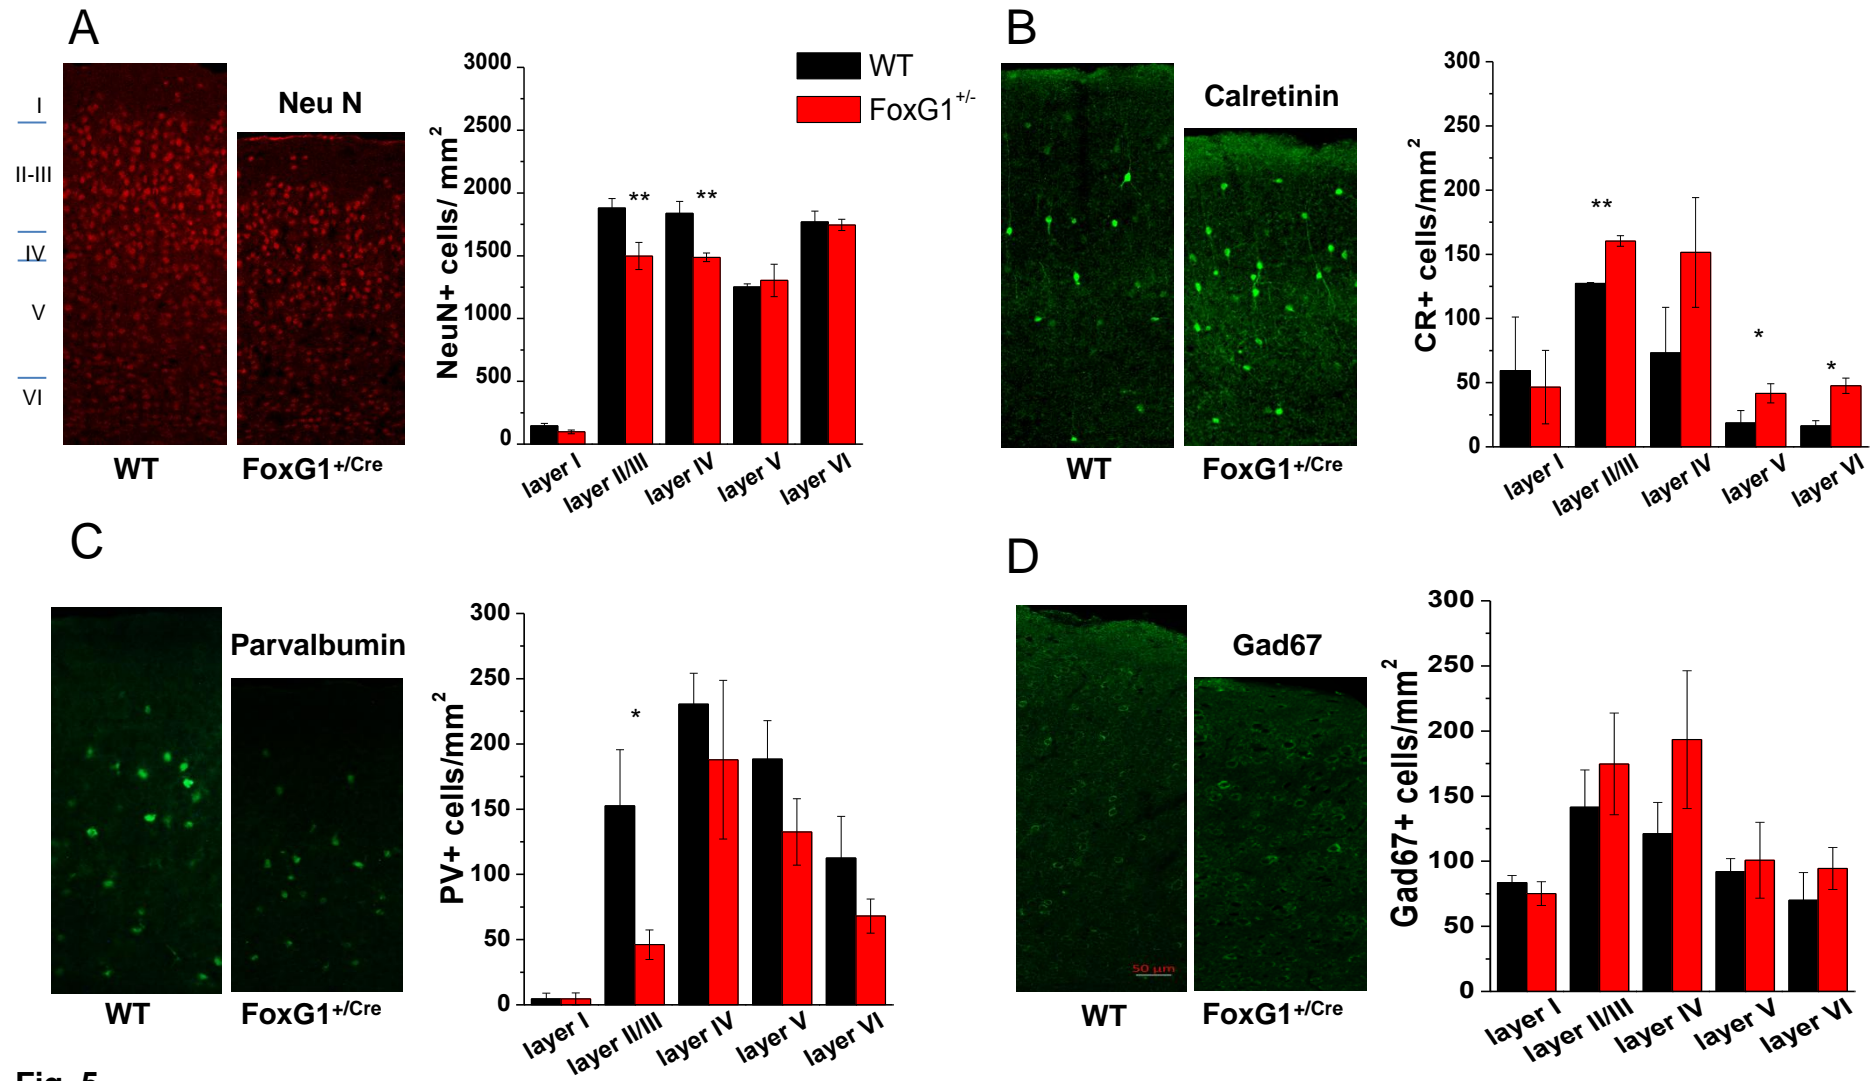 A
I
II-III
IV
V
VI
Neu N
WT
FoxG1+/Cre
NeuN+ cells/ mm2
3000
2500
2000
1500
1000
500
0
**
**
layer I
layer II/III
layer IV
layer V
layer VI
WT
FoxG1+/-
B
Calretinin
WT
FoxG1+/Cre
CR+ cells/mm2
300
250
200
150
100
50
0
**
*
*
layer I
layer II/III
layer IV
layer V
layer VI
C
Parvalbumin
WT
FoxG1+/Cre
PV+ cells/mm2
300
250
200
150
100
50
0
*
layer I
layer II/III
layer IV
layer V
layer VI
D
Gad67
50 µm
WT
FoxG1+/Cre
Gad67+ cells/mm2
300
250
200
150
100
50
0
layer I
layer II/III
layer IV
layer V
layer VI
Fig. 5